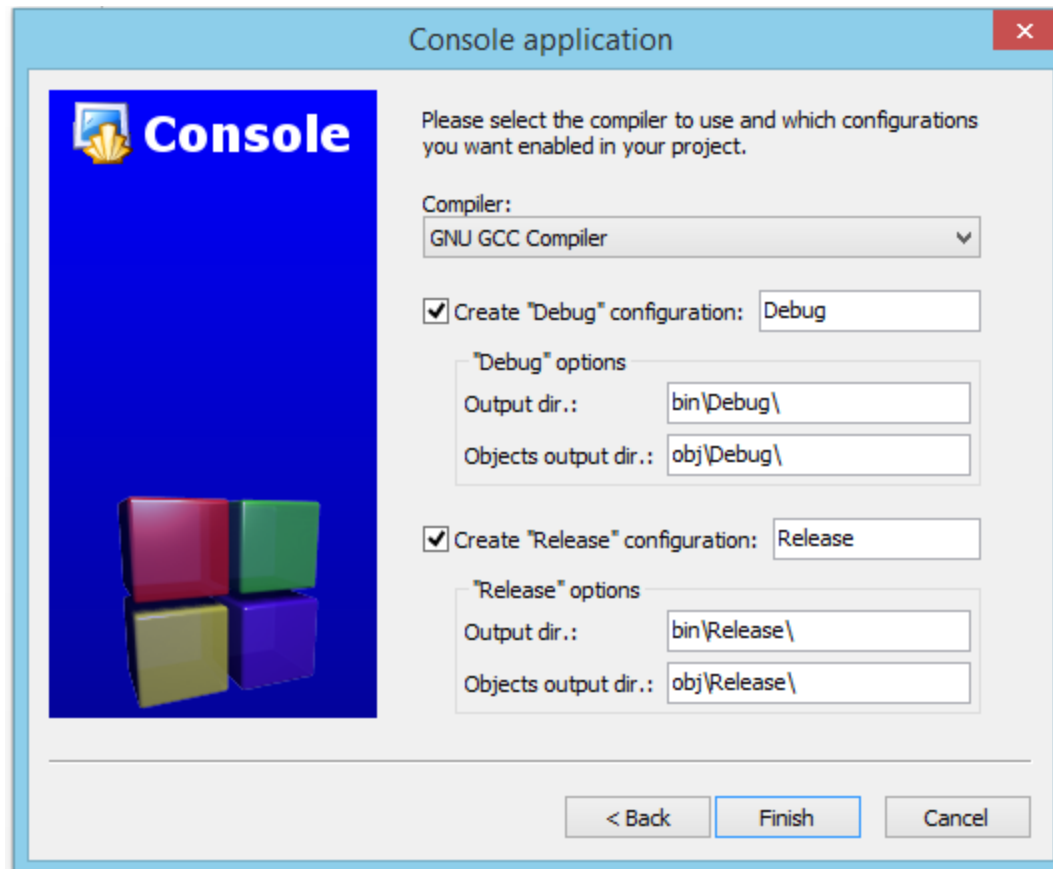 Console application
Console
Please select the compiler to use and which configurations
you want enabled in your project.
Compiler:
GNU GCC Compiler
Create "Debug" configuration: Debug
"Debug" options
Output dir.: bin\Debug\
Objects output dir.: obj\Debug\
Create "Release" configuration: Release
"Release" options
Output dir.: bin\Release\
Objects output dir.: obj\Release\
< Back Finish Cancel